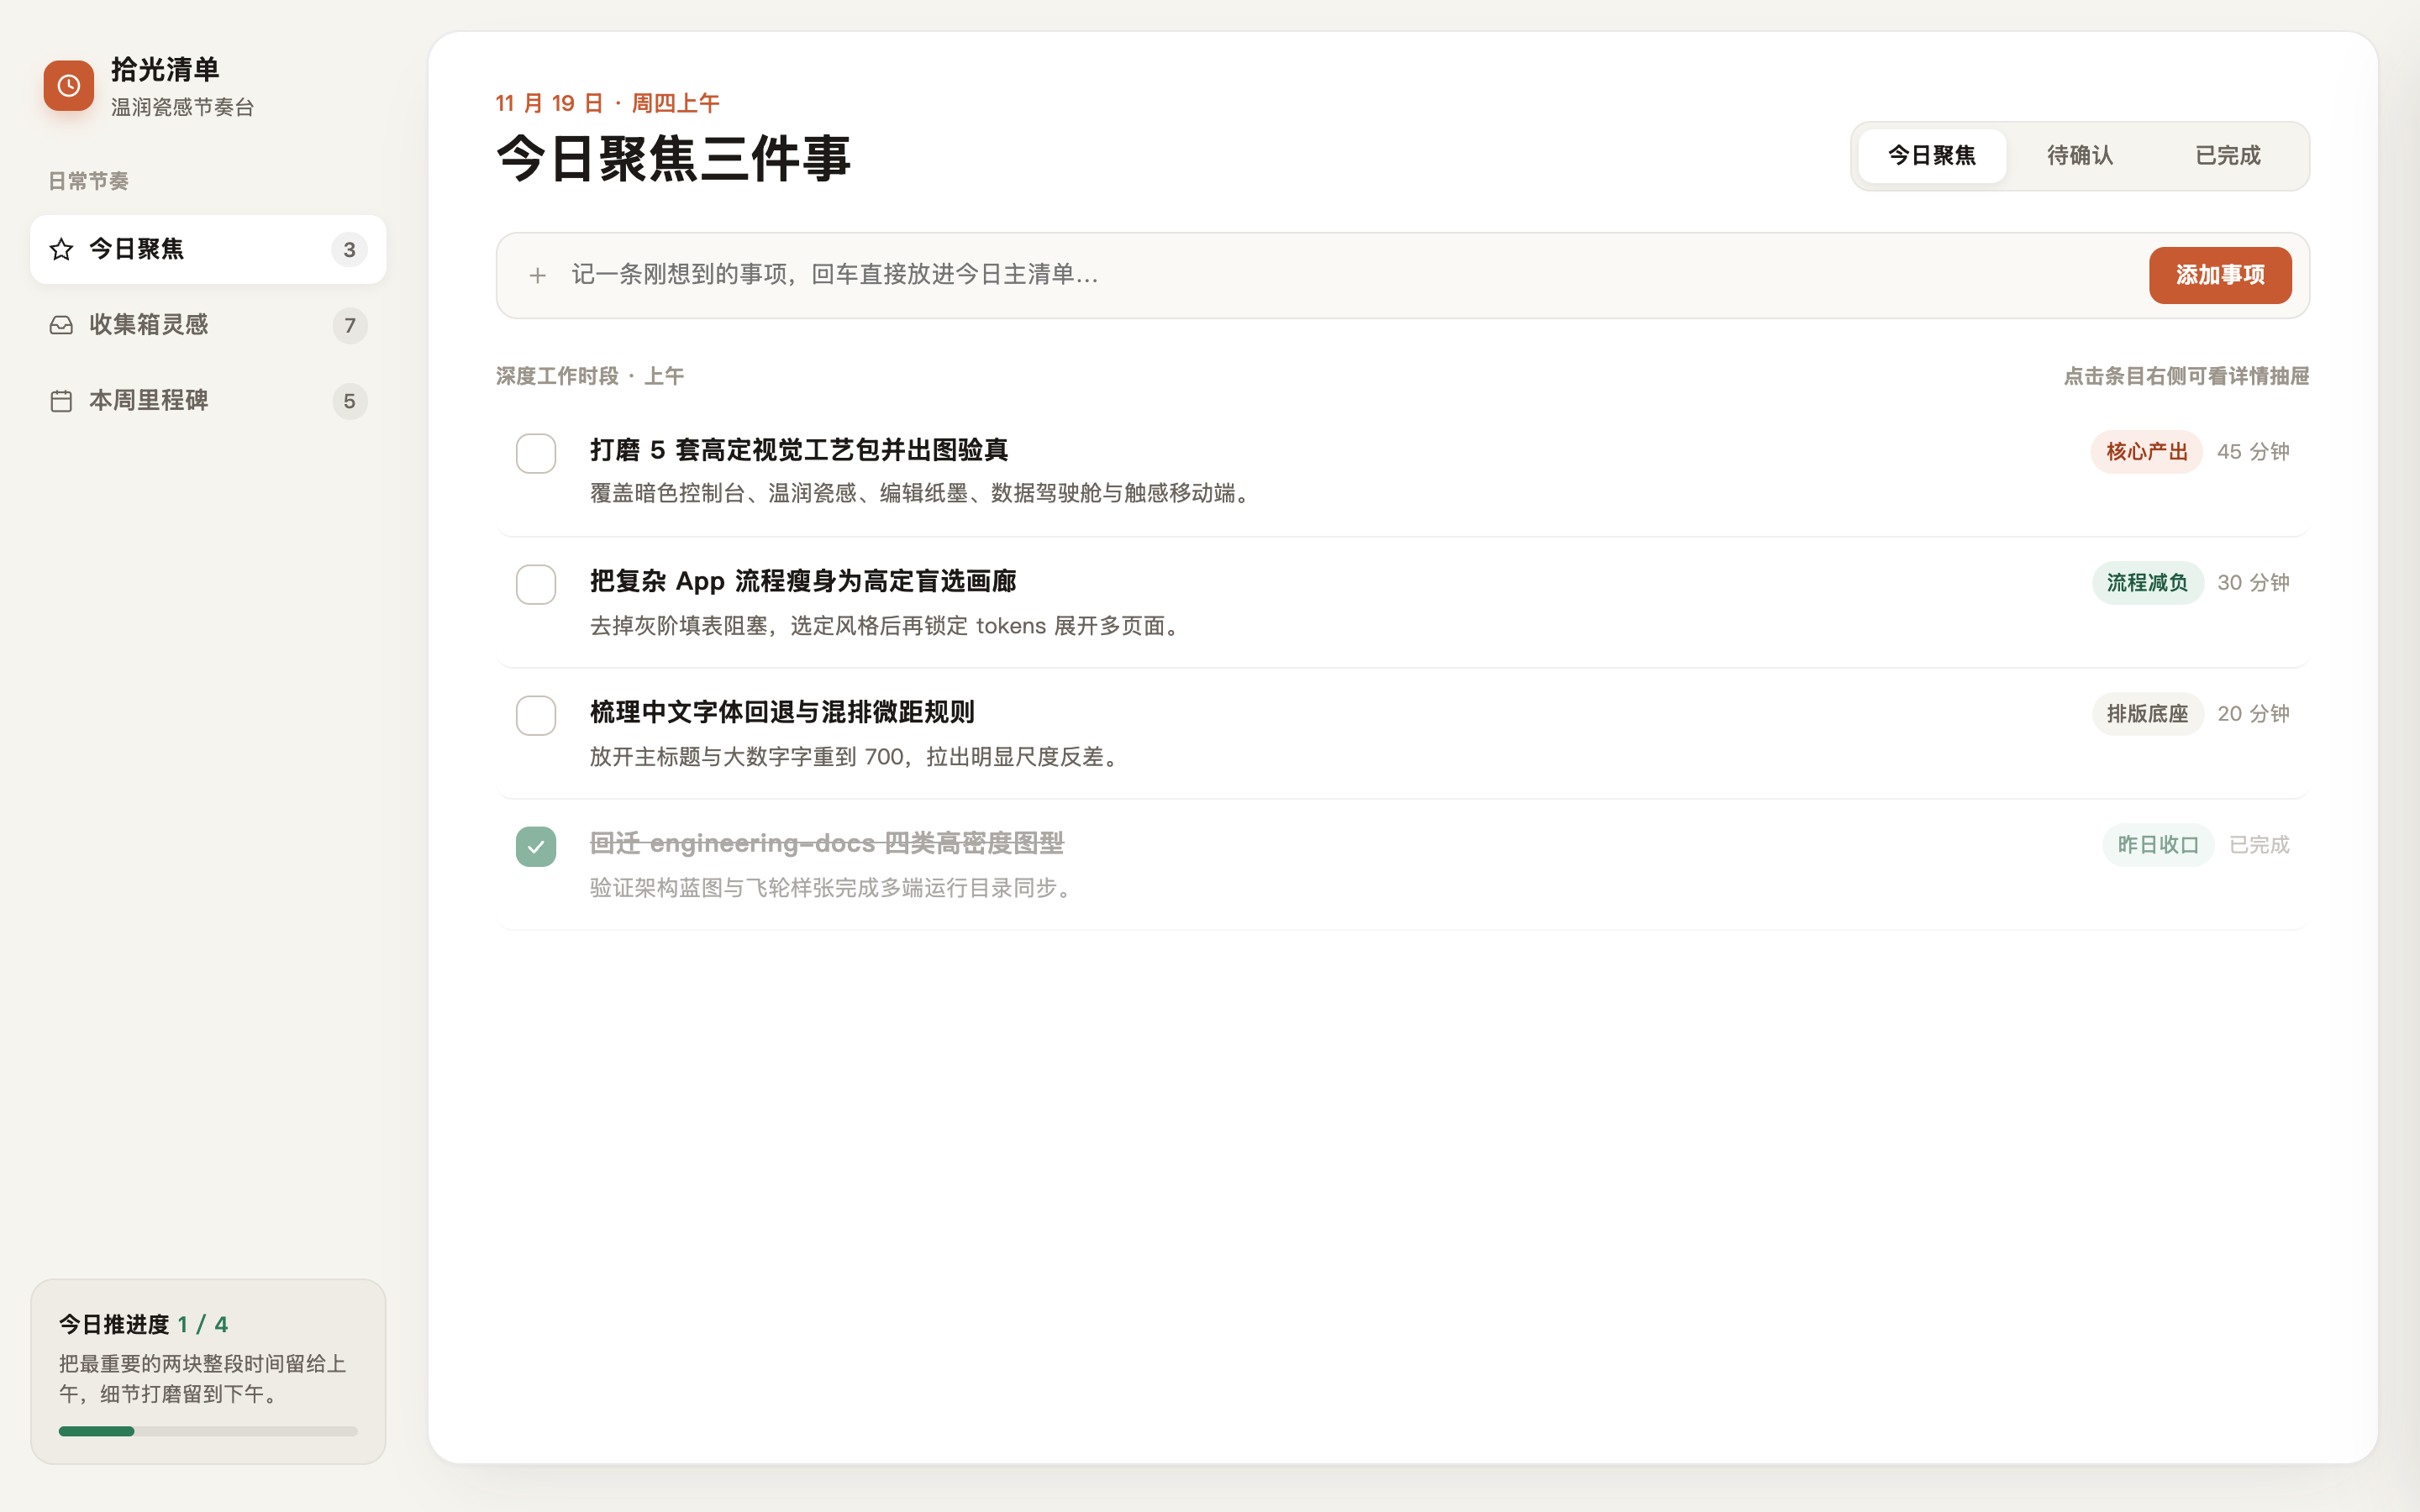 拾光清单
温润瓷感节奏台
日常节奏
今日聚焦 3
收集箱灵感 7
本周里程碑 5
今日推进度 1 / 4
把最重要的两块整段时间留给上
午，细节打磨留到下午。
11 月 19 日 · 周四上午
今日聚焦三件事
今日聚焦 待确认 已完成
+ 记一条刚想到的事项，回车直接放进今日主清单... 添加事项
深度工作时段 · 上午 点击条目右侧可看详情抽屉
打磨 5 套高定视觉工艺包并出图验真 核心产出 45 分钟
覆盖暗色控制台、温润瓷感、编辑纸墨、数据驾驶舱与触感移动端。
把复杂 App 流程瘦身为高定盲选画廊 流程减负 30 分钟
去掉灰阶填表阻塞，选定风格后再锁定 tokens 展开多页面。
梳理中文字体回退与混排微距规则 排版底座 20 分钟
放开主标题与大数字字重到 700，拉出明显尺度反差。
回迁 engineering-docs 四类高密度图型 昨日收口 已完成
验证架构蓝图与飞轮样张完成多端运行目录同步。